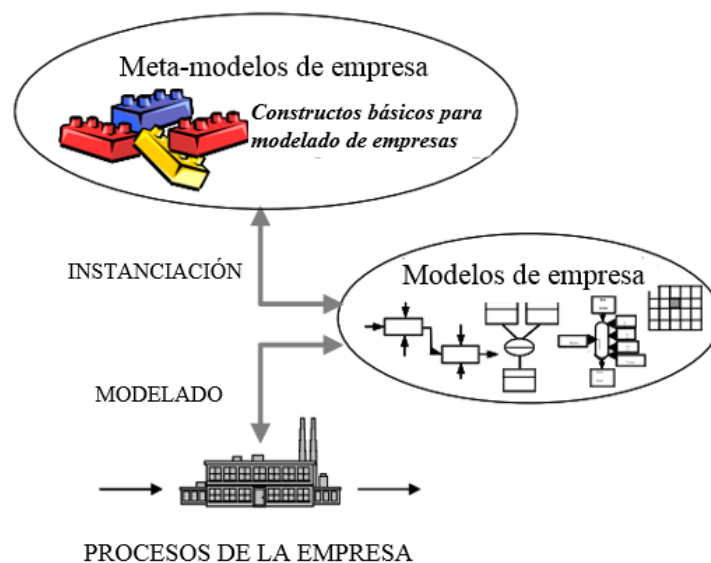 Meta-modelos de empresa
Constructos básicos para
modelado de empresas
INSTANCIACIÓN
Modelos de empresa
MODELADO
PROCESOS DE LA EMPRESA